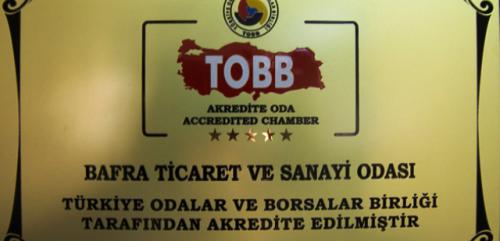 TOBB
TOBB
AKREDİTE ODA
ACCREDITED CHAMBER
BAFRA TİCARET VE SANAYİ ODASI
TÜRKİYE ODALAR VE BORSALAR BİRLİĞİ
TARAFINDAN AKREDİTE EDİLMİŞTİR